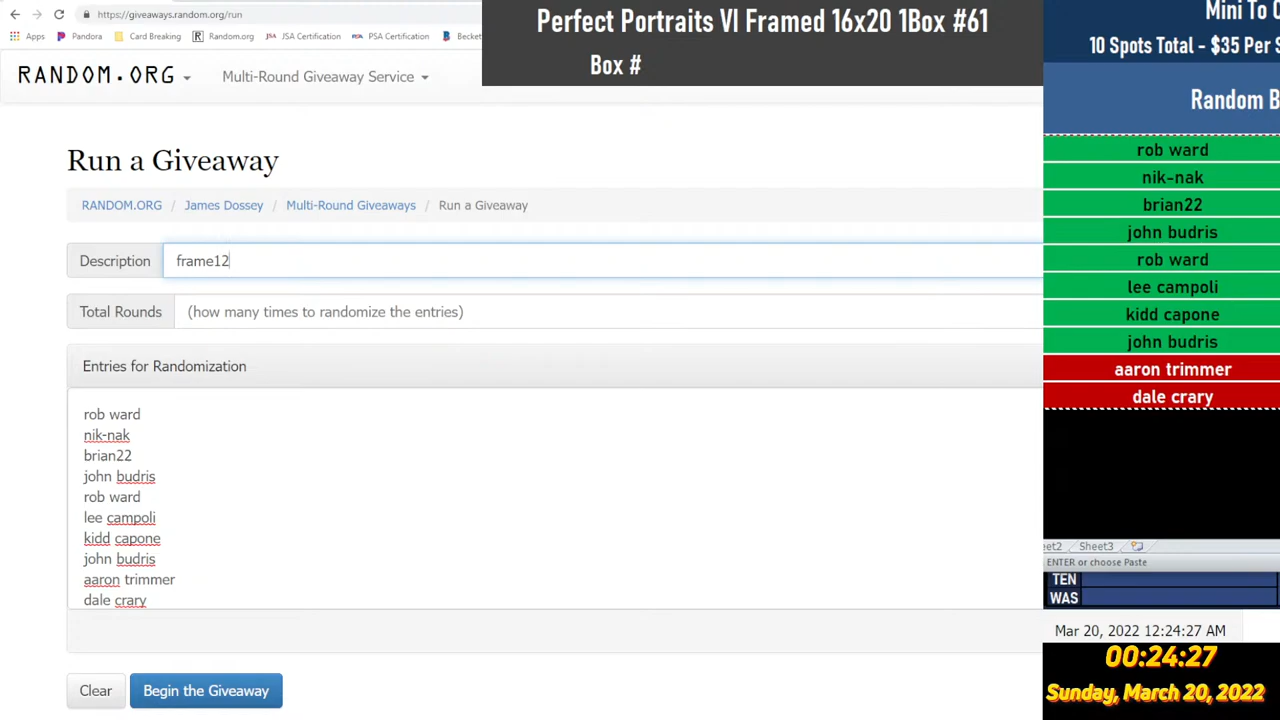 https://giveaways.random.org/run
Apps Pandora Card Breaking Random.org JSA Certification PSA Certification Becket
Perfect Portraits VI Framed 16x20 1Box #61
Box #
Mini To
10 Spots Total - $35 Per S
Random B
RANDOM.ORG Multi-Round Giveaway Service
Run a Giveaway
RANDOM.ORG / James Dossey / Multi-Round Giveaways / Run a Giveaway
Description frame12
Total Rounds (how many times to randomize the entries)
Entries for Randomization
rob ward
nik-nak
brian22
john budris
rob ward
lee campoli
kidd capone
john budris
aaron trimmer
dale crary
Clear Begin the Giveaway
rob ward
nik-nak
brian22
john budris
rob ward
lee campoli
kidd capone
john budris
aaron trimmer
dale crary
eet2 Sheet3
ENTER or choose Paste
TEN
WAS
Mar 20, 2022 12:24:27 AM
00:24:27
Sunday, March 20, 2022